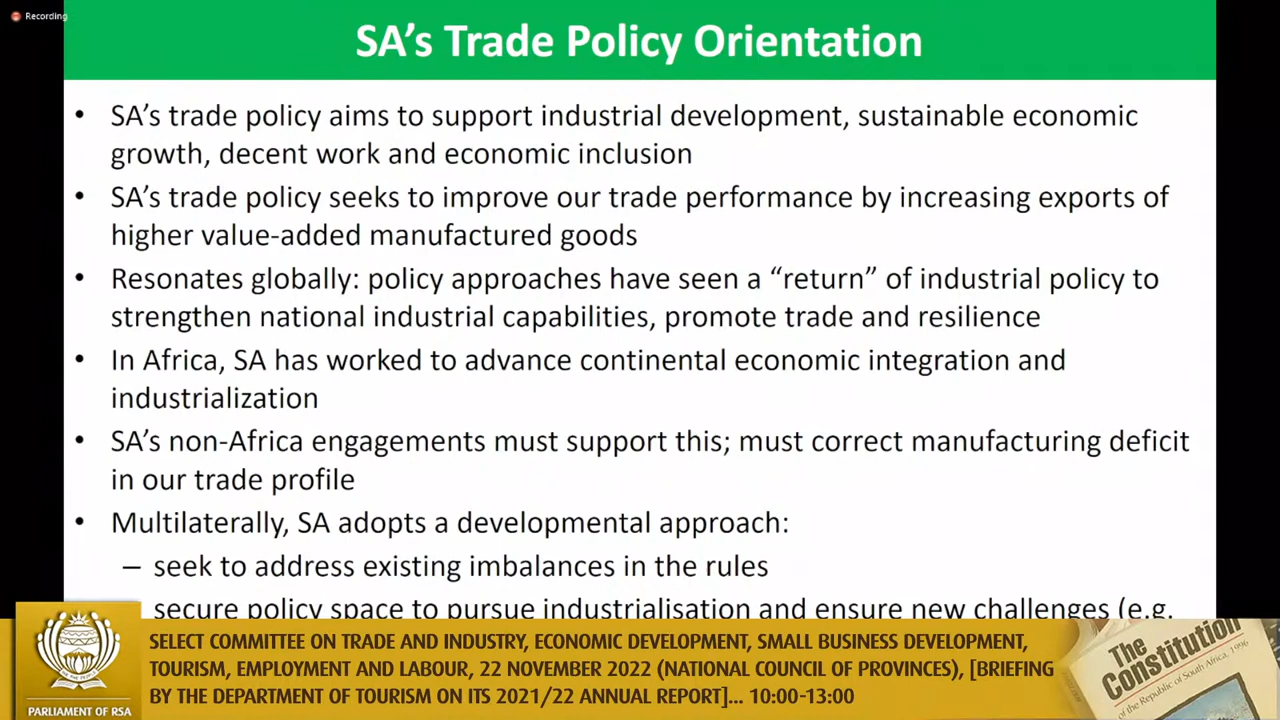 Recording
SA's Trade Policy Orientation
• SA's trade policy aims to support industrial development, sustainable economic
growth, decent work and economic inclusion
• SA's trade policy seeks to improve our trade performance by increasing exports of
higher value-added manufactured goods
• Resonates globally: policy approaches have seen a “return” of industrial policy to
strengthen national industrial capabilities, promote trade and resilience
• In Africa, SA has worked to advance continental economic integration and
industrialization
• SA's non-Africa engagements must support this; must correct manufacturing deficit
in our trade profile
• Multilaterally, SA adopts a developmental approach:
– seek to address existing imbalances in the rules
secure policy space to pursue industrialisation and ensure new challenges (e.g.
SELECT COMMITTEE ON TRADE AND INDUSTRY, ECONOMIC DEVELOPMENT, SMALL BUSINESS DEVELOPMENT,
TOURISM, EMPLOYMENT AND LABOUR, 22 NOVEMBER 2022 (NATIONAL COUNCIL OF PROVINCES), [BRIEFING
BY THE DEPARTMENT OF TOURISM ON ITS 2021/22 ANNUAL REPORT]... 10:00-13:00
PARLIAMENT OF RSA
The
Constitution
of the Republic of South Africa, 1996